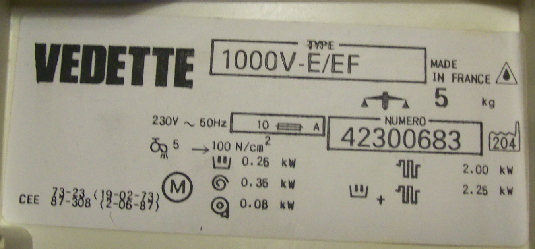 VEDETTE
TYPE
1000V-E/EF
MADE
IN FRANCE
5 kg
230V ~ 50Hz
10 A
NUMERO
42300683
204
5 → 100 N/cm2
0.26 kW
2.00 kW
0.35 kW
+ 2.25 kW
0.08 kW
M
CEE 73-23 (19-02-73)
87-308 (2-06-87)